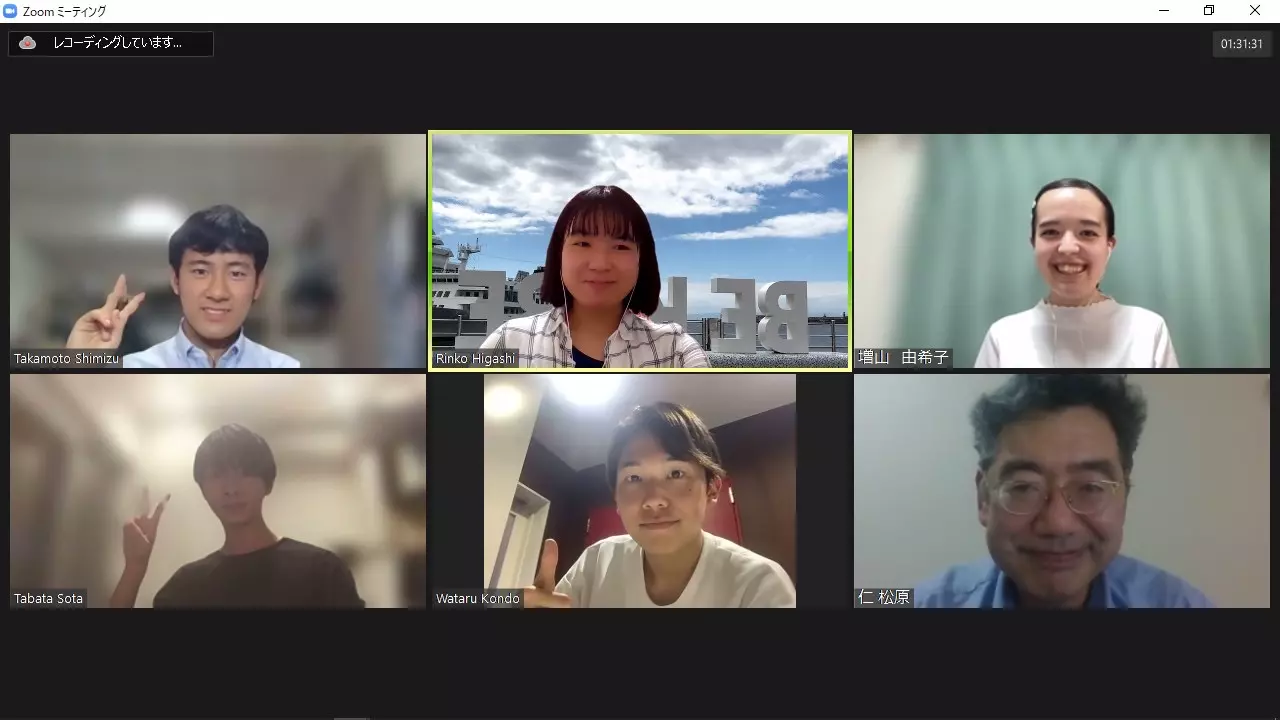 Zoom ミーティング
レコーディングしています...
01:31:31
Takamoto Shimizu
Rinko Higashi
増山 由希子
BE
Tabata Sota
Wataru Kondo
仁 松原